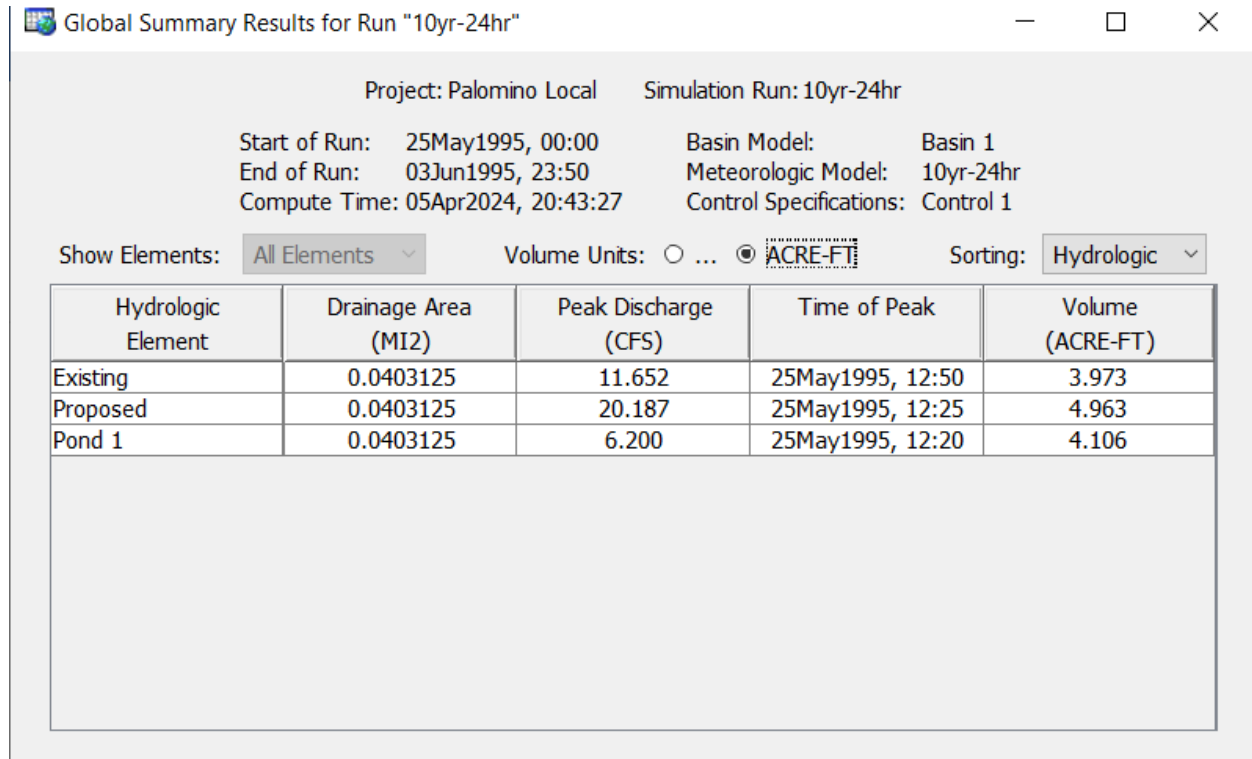 Global Summary Results for Run "10yr-24hr"
Project: Palomino Local Simulation Run: 10yr-24hr
Start of Run: 25May1995, 00:00 Basin Model: Basin 1
End of Run: 03Jun1995, 23:50 Meteorologic Model: 10yr-24hr
Compute Time: 05Apr2024, 20:43:27 Control Specifications: Control 1
Show Elements: All Elements Volume Units: ... ACRE-FT Sorting: Hydrologic
Hydrologic Drainage Area Peak Discharge Time of Peak Volume
Element (MI2) (CFS) (ACRE-FT)
Existing 0.0403125 11.652 25May1995, 12:50 3.973
Proposed 0.0403125 20.187 25May1995, 12:25 4.963
Pond 1 0.0403125 6.200 25May1995, 12:20 4.106